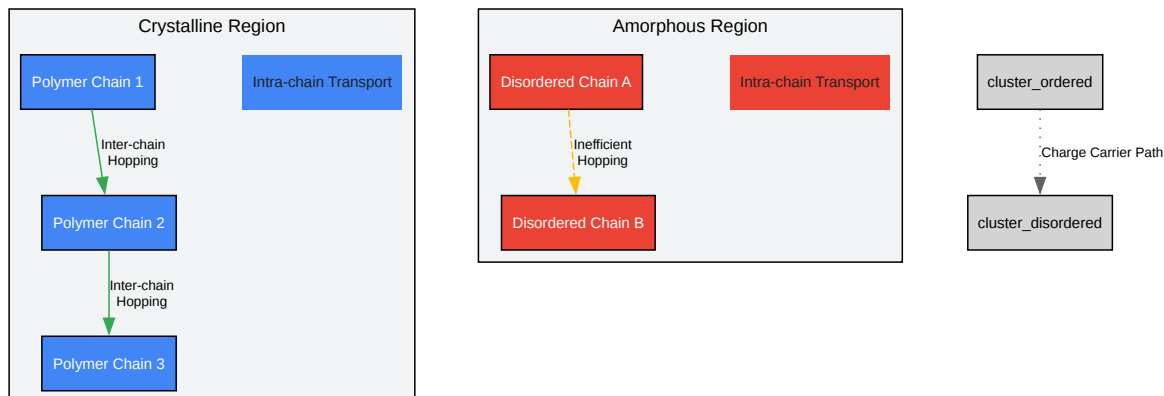 Crystalline Region
Polymer Chain 1
Intra-chain Transport
Inter-chain
Hopping
Polymer Chain 2
Inter-chain
Hopping
Polymer Chain 3
Amorphous Region
Disordered Chain A
Intra-chain Transport
Inefficient
Hopping
Disordered Chain B
cluster_ordered
Charge Carrier Path
cluster_disordered